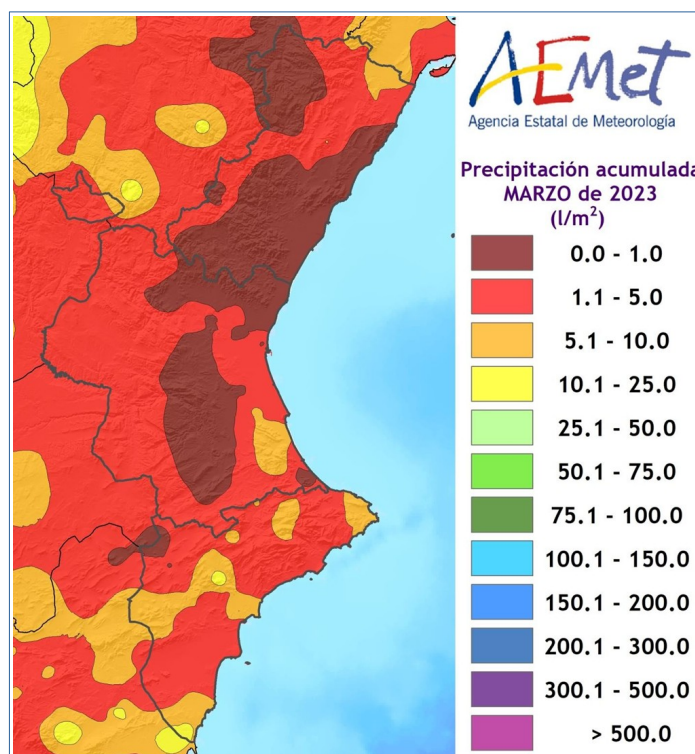 AEMet
Agencia Estatal de Meteorología
Precipitación acumulada
MARZO de 2023
(l/m²)
0.0 - 1.0
1.1 - 5.0
5.1 - 10.0
10.1 - 25.0
25.1 - 50.0
50.1 - 75.0
75.1 - 100.0
100.1 - 150.0
150.1 - 200.0
200.1 - 300.0
300.1 - 500.0
> 500.0